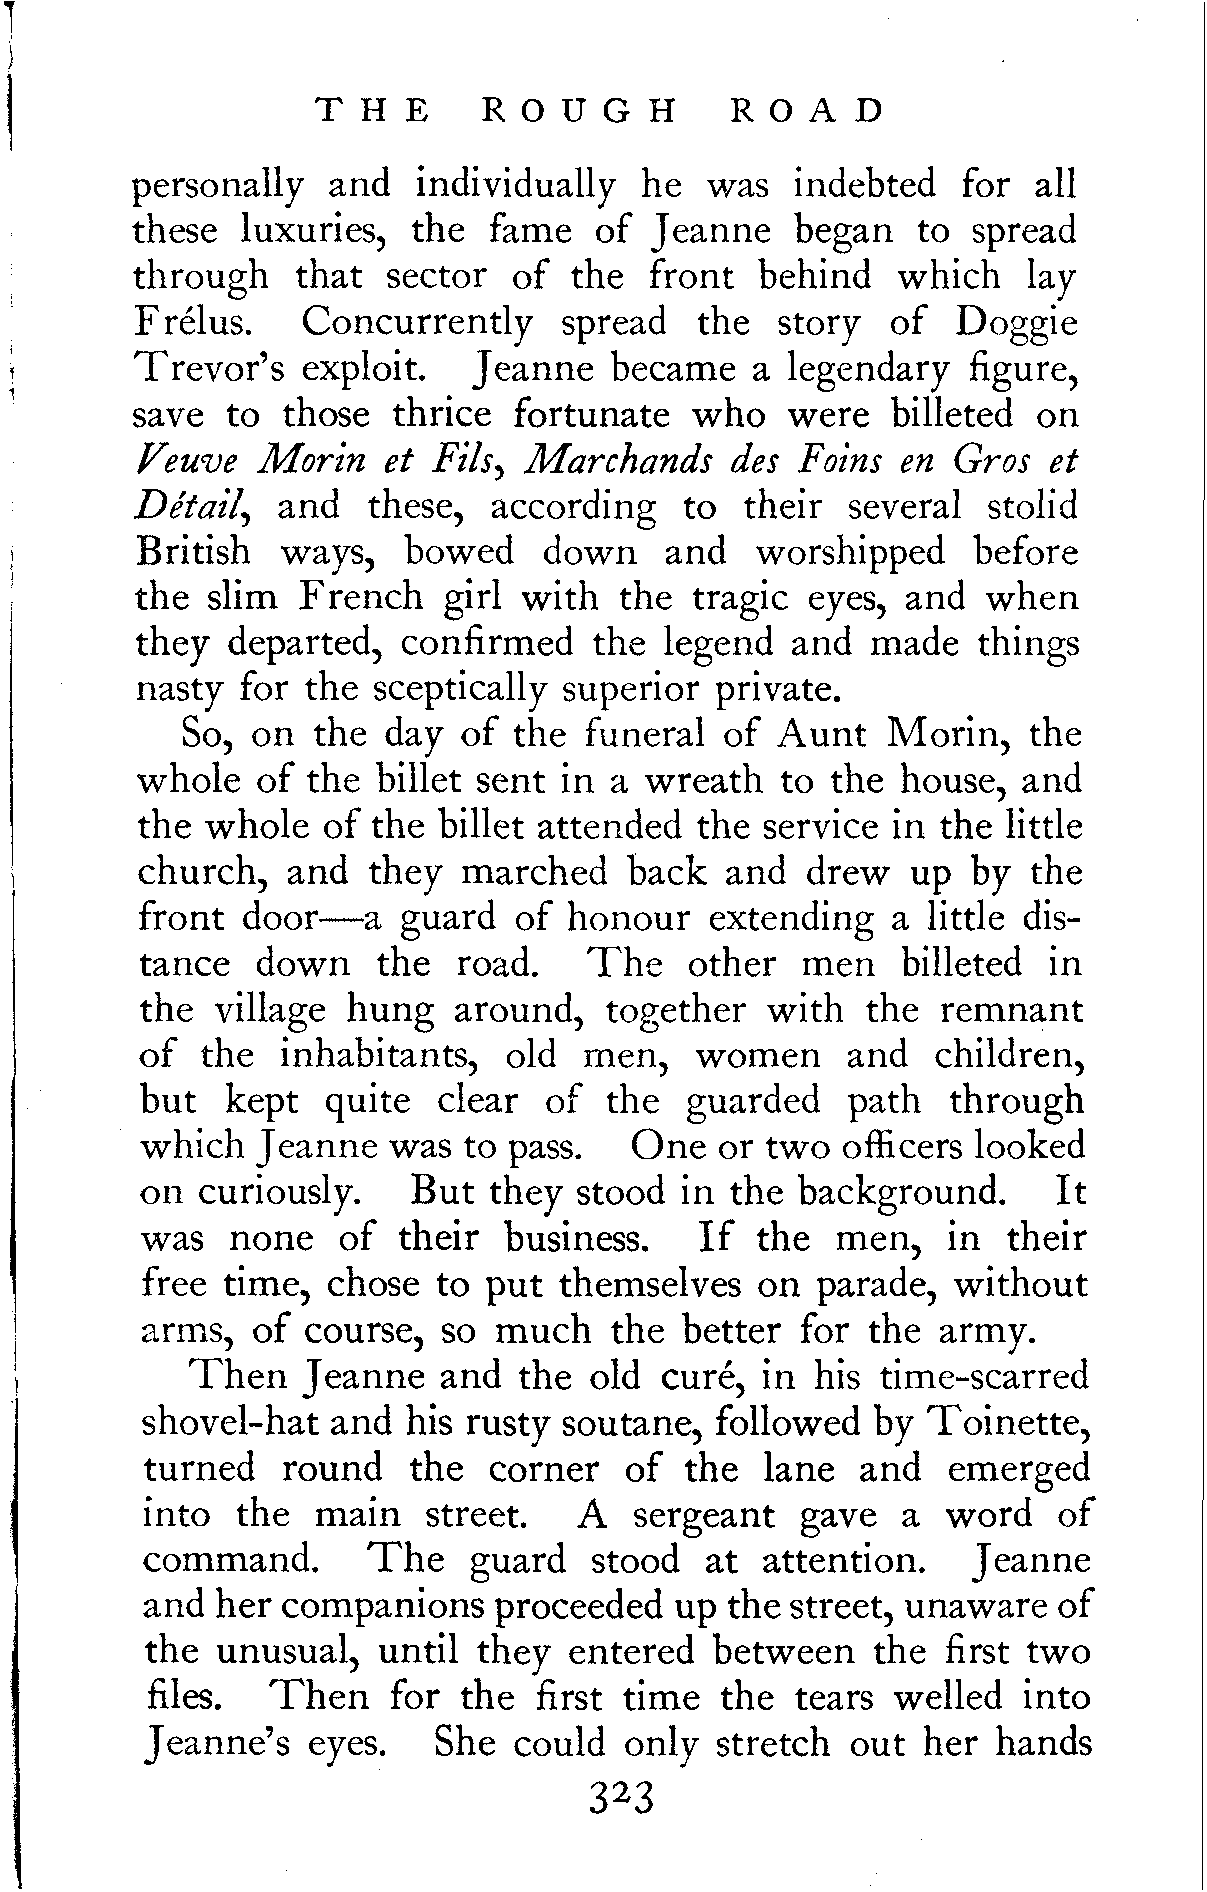 THE ROUGH ROAD
personally and individually he was indebted for all
these luxuries, the fame of Jeanne began to spread
through that sector of the front behind which lay
Frélus. Concurrently spread the story of Doggie
Trevor's exploit. Jeanne became a legendary figure,
save to those thrice fortunate who were billeted on
Veuve Morin et Fils, Marchands des Foins en Gros et
Détail, and these, according to their several stolid
British ways, bowed down and worshipped before
the slim French girl with the tragic eyes, and when
they departed, confirmed the legend and made things
nasty for the sceptically superior private.
So, on the day of the funeral of Aunt Morin, the
whole of the billet sent in a wreath to the house, and
the whole of the billet attended the service in the little
church, and they marched back and drew up by the
front door—a guard of honour extending a little dis-
tance down the road. The other men billeted in
the village hung around, together with the remnant
of the inhabitants, old men, women and children,
but kept quite clear of the guarded path through
which Jeanne was to pass. One or two officers looked
on curiously. But they stood in the background. It
was none of their business. If the men, in their
free time, chose to put themselves on parade, without
arms, of course, so much the better for the army.
Then Jeanne and the old curé, in his time-scarred
shovel-hat and his rusty soutane, followed by Toinette,
turned round the corner of the lane and emerged
into the main street. A sergeant gave a word of
command. The guard stood at attention. Jeanne
and her companions proceeded up the street, unaware of
the unusual, until they entered between the first two
files. Then for the first time the tears welled into
Jeanne's eyes. She could only stretch out her hands
323